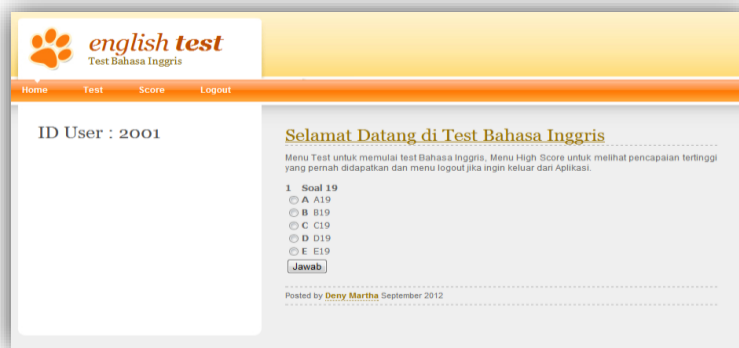 english test
Test Bahasa Inggris
Home Test Score Logout
ID User : 2001
Selamat Datang di Test Bahasa Inggris
Menu Test untuk memulai test Bahasa Inggris, Menu High Score untuk melihat pencapaian tertinggi
yang pernah didapatkan dan menu logout jika ingin keluar dari Aplikasi.
1 Soal 19
A A19
B B19
C C19
D D19
E E19
Jawab
Posted by Deny Martha September 2012